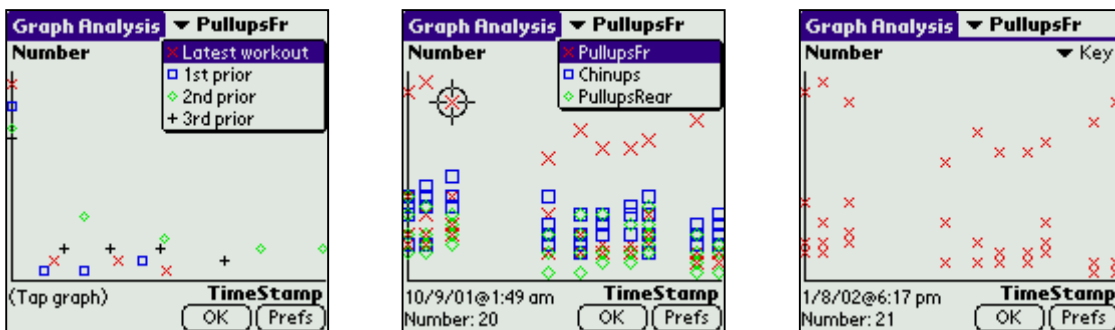 Graph Analysis ▼ PullupsFr
Number
Latest workout
1st prior
2nd prior
3rd prior
(Tap graph)
TimeStamp
OK Prefs
Graph Analysis ▼ PullupsFr
Number
PullupsFr
Chinups
PullupsRear
10/9/01@1:49 am
TimeStamp
Number: 20
OK Prefs
Graph Analysis ▼ PullupsFr
Number
▼ Key
1/8/02@6:17 pm
TimeStamp
Number: 21
OK Prefs